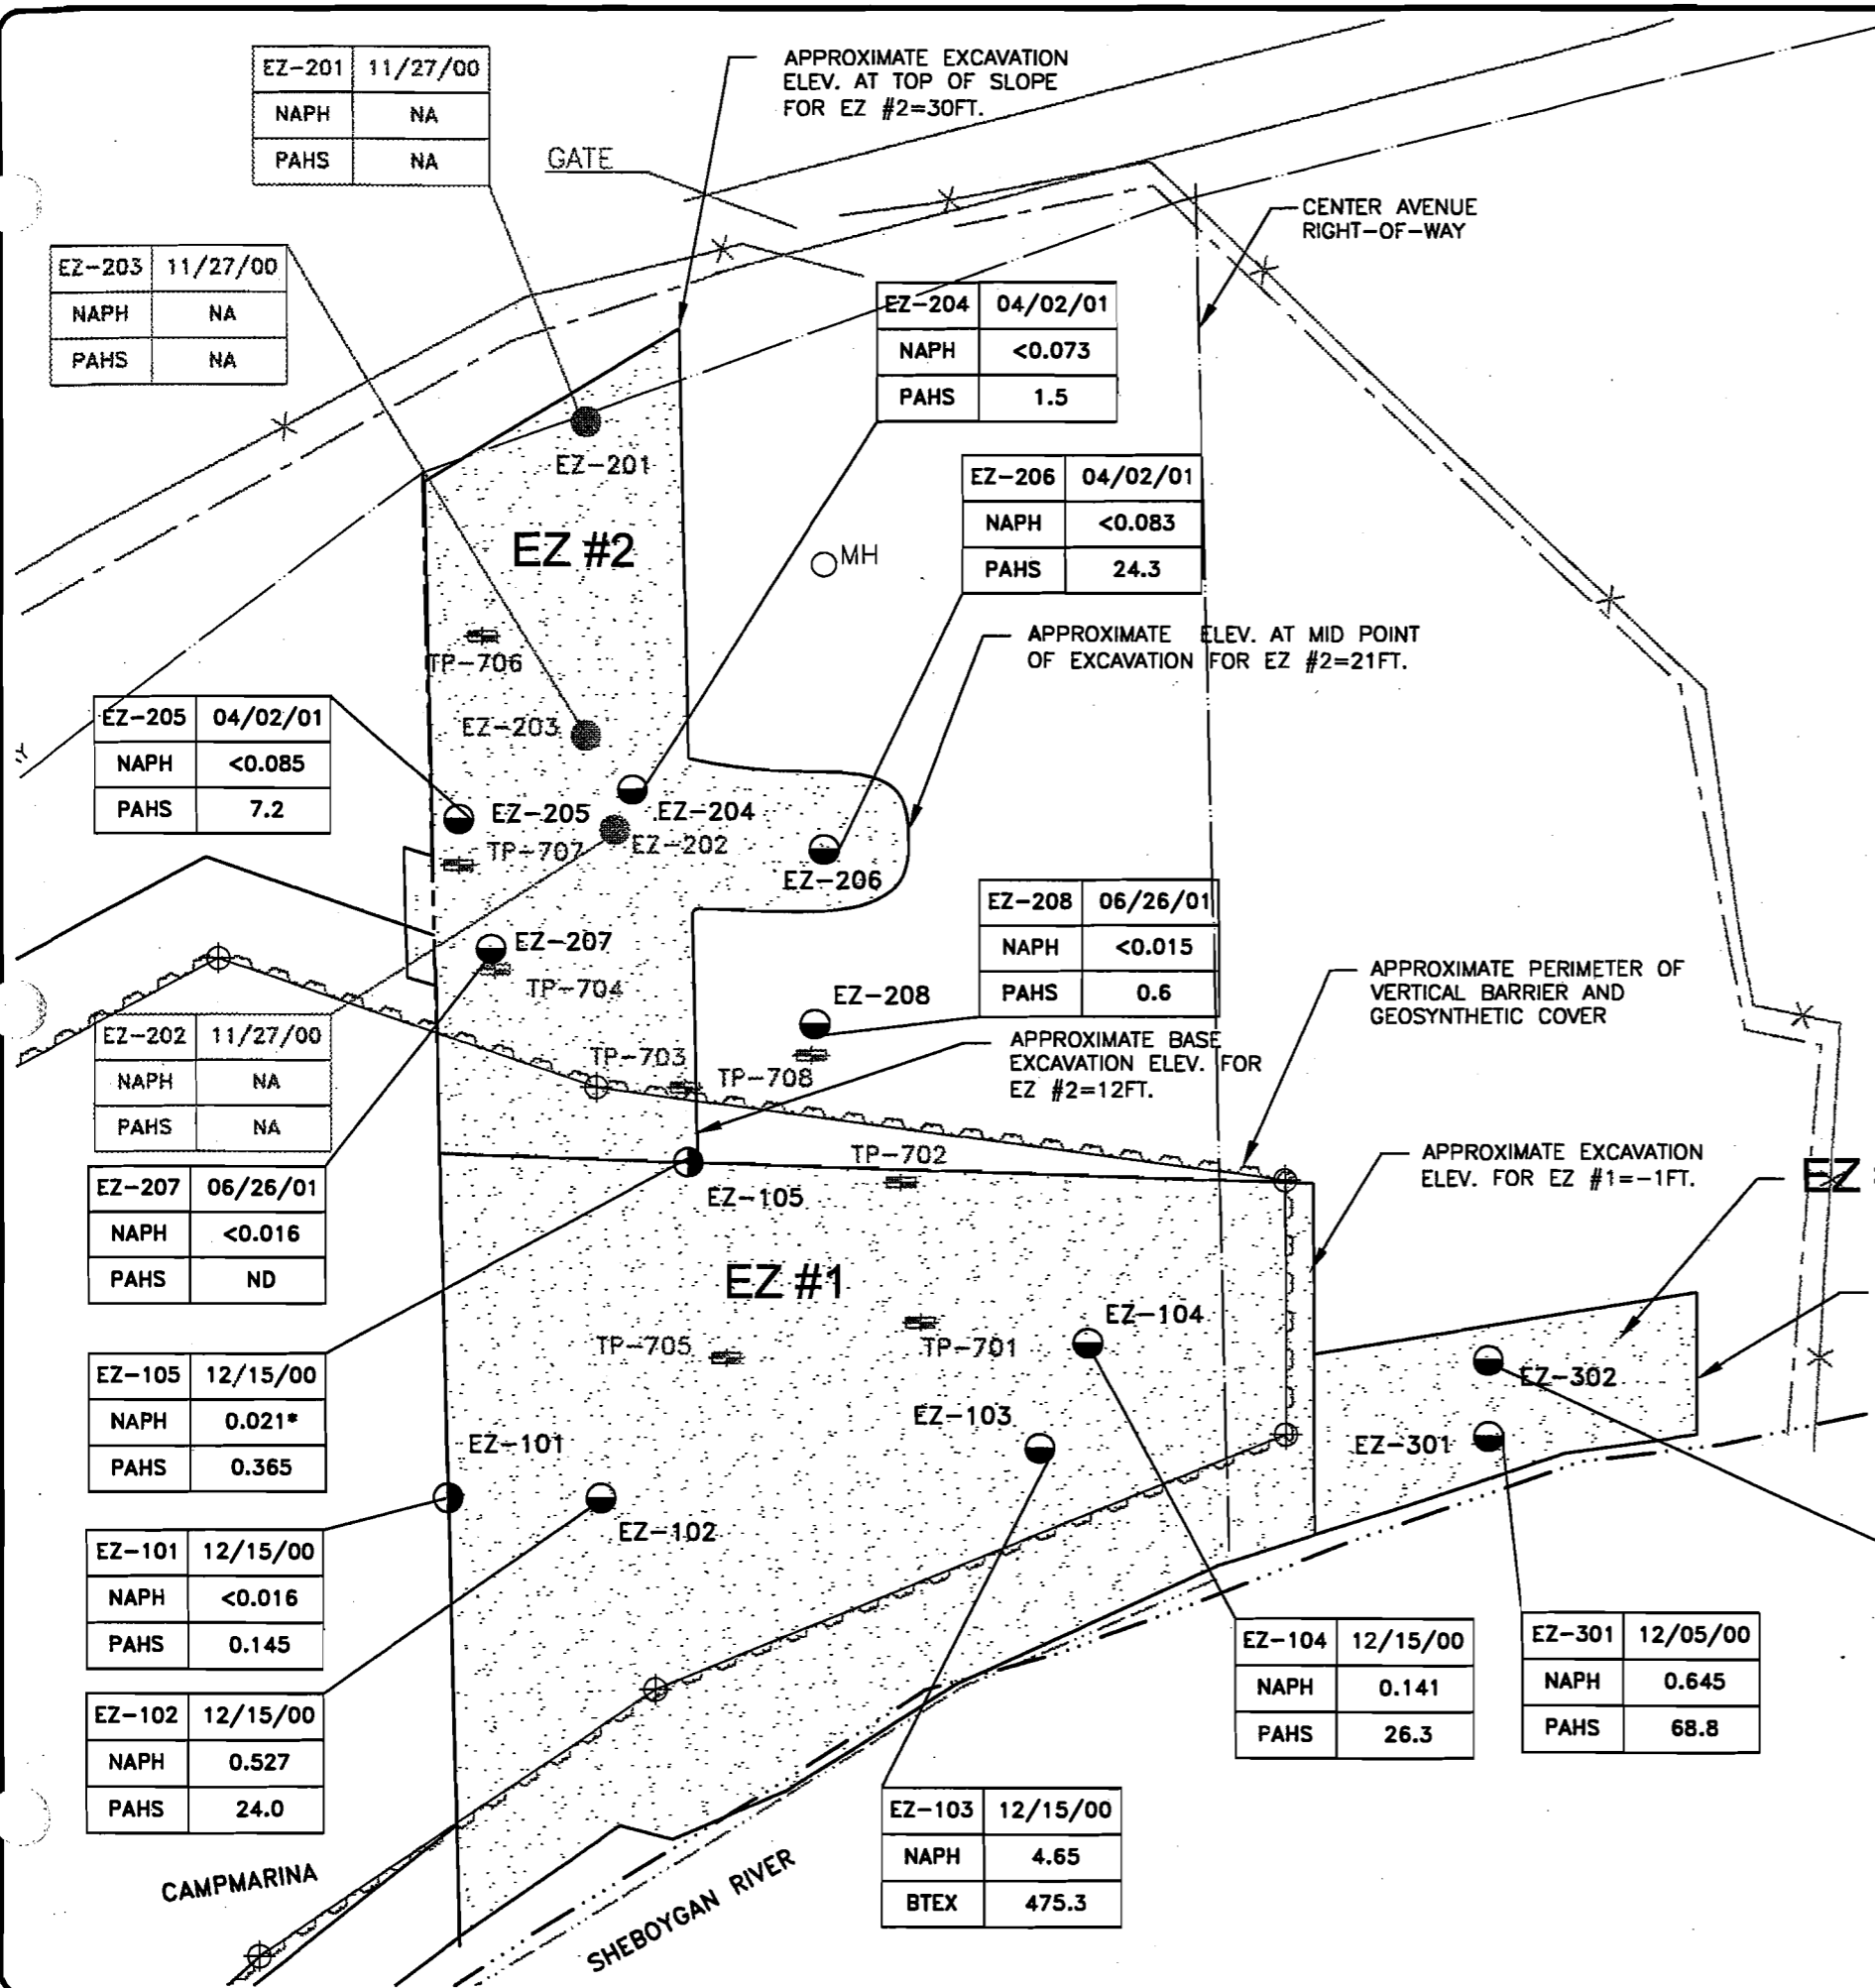 EZ-201 11/27/00
NAPH NA
PAHS NA
APPROXIMATE EXCAVATION
ELEV. AT TOP OF SLOPE
FOR EZ #2=30FT.
GATE
CENTER AVENUE
RIGHT-OF-WAY
EZ-203 11/27/00
NAPH NA
PAHS NA
EZ-204 04/02/01
NAPH <0.073
PAHS 1.5
EZ-201
EZ-206 04/02/01
NAPH <0.083
PAHS 24.3
EZ #2
MH
APPROXIMATE ELEV. AT MID POINT
OF EXCAVATION FOR EZ #2=21FT.
TP-706
EZ-203
EZ-205 04/02/01
NAPH <0.085
PAHS 7.2
EZ-205
EZ-204
EZ-202
TP-707
EZ-206
EZ-208 06/26/01
NAPH <0.015
PAHS 0.6
EZ-207
TP-704
EZ-208
APPROXIMATE PERIMETER OF
VERTICAL BARRIER AND
GEOSYNTHETIC COVER
EZ-202 11/27/00
NAPH NA
PAHS NA
TP-703
TP-708
APPROXIMATE BASE
EXCAVATION ELEV. FOR
EZ #2=12FT.
TP-702
APPROXIMATE EXCAVATION
ELEV. FOR EZ #1=-1FT.
EZ
EZ-207 06/26/01
NAPH <0.016
PAHS ND
EZ-105
EZ #1
EZ-104
TP-705
TP-701
EZ-302
EZ-105 12/15/00
NAPH 0.021*
PAHS 0.365
EZ-103
EZ-101
EZ-301
EZ-102
EZ-101 12/15/00
NAPH <0.016
PAHS 0.145
EZ-104 12/15/00
NAPH 0.141
PAHS 26.3
EZ-301 12/05/00
NAPH 0.645
PAHS 68.8
EZ-102 12/15/00
NAPH 0.527
PAHS 24.0
EZ-103 12/15/00
NAPH 4.65
BTEX 475.3
CAMPMARINA
SHEBOYGAN RIVER